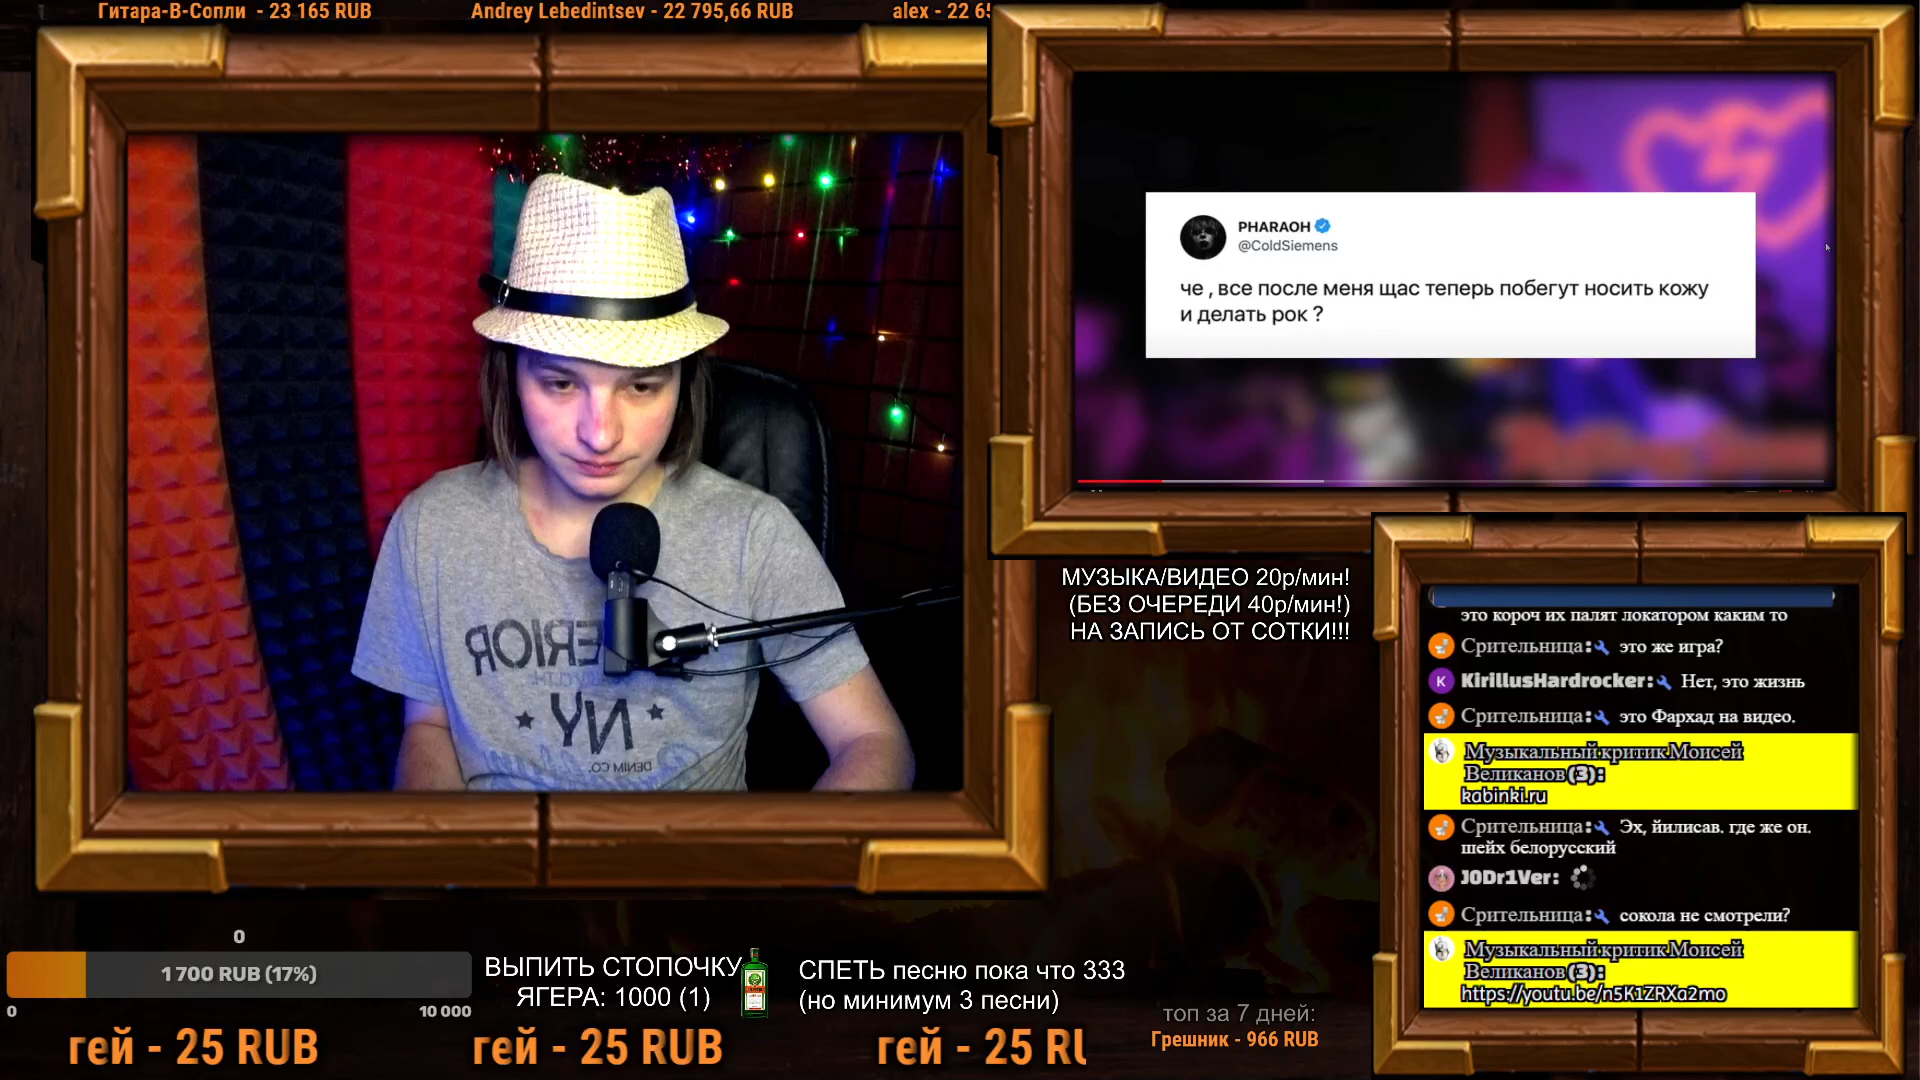 Гитара-В-Сопли - 23 165 RUB
Andrey Lebedintsev - 22 795,66 RUB
alex - 22 65
PHARAOH
@ColdSiemens
че , все после меня щас теперь побегут носить кожу
и делать рок ?
NY
DENIM CO.
МУЗЫКА/ВИДЕО 20р/мин!
(БЕЗ ОЧЕРЕДИ 40р/мин!)
НА ЗАПИСЬ ОТ СОТКИ!!!
это короч их палят локатором каким то
Срительница: это же игра?
K
KirillusHardrocker: Нет, это жизнь
Срительница: это Фархад на видео.
Музыкальный критик Моисей
Великанов (3):
kabinki.ru
Срительница: Эх, йилисав. где же он.
шейх белорусский
J0Dr1Ver:
Срительница: сокола не смотрели?
Музыкальный критик Моисей
Великанов (3):
https://youtu.be/n5K1ZRXa2mo
0
1 700 RUB (17%)
0
10 000
ВЫПИТЬ СТОПОЧКУ
ЯГЕРА: 1000 (1)
СПЕТЬ песню пока что 333
(но минимум 3 песни)
топ за 7 дней:
Грешник - 966 RUB
гей - 25 RUB
гей - 25 RUB
гей - 25 RU